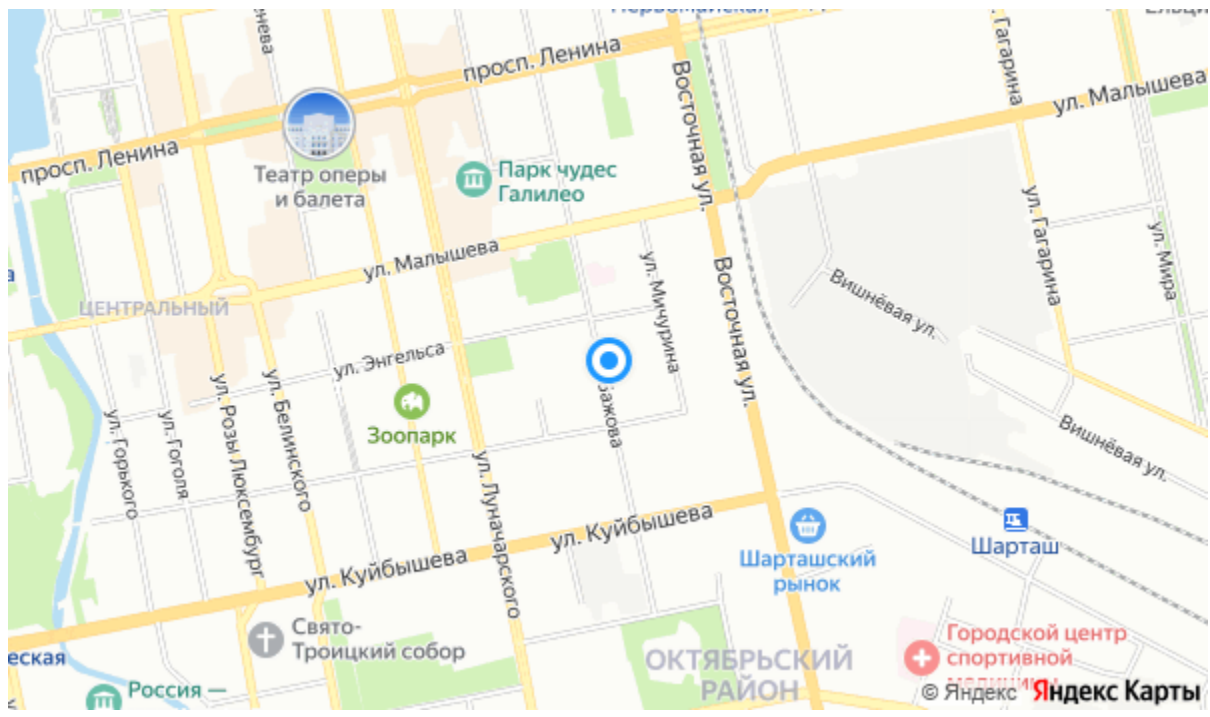 просп. Ленина
Восточная ул.
Гагарина
ул. Малышева
просп. Ленина
Театр оперы
и балета
Парк чудес
Галилео
ул. Гагарина
ул. Мира
ул. Малышева
ул. Мичурина
Восточная ул.
Вишнёвая ул.
ЦЕНТРАЛЬНЫЙ
ул. Энгельса
Зоопарк
ул. Горького
ул. Гоголя
ул. Розы Люксембург
ул. Белинского
ул. Луначарского
Вишнёвая ул.
ул. Куйбышева
ул. Куйбышева
Шарташский
рынок
Шарташ
Свято-
Троицкий собор
ОКТЯБРЬСКИЙ
РАЙОН
Городской центр
спортивной
Россия —
© Яндекс Яндекс Карты